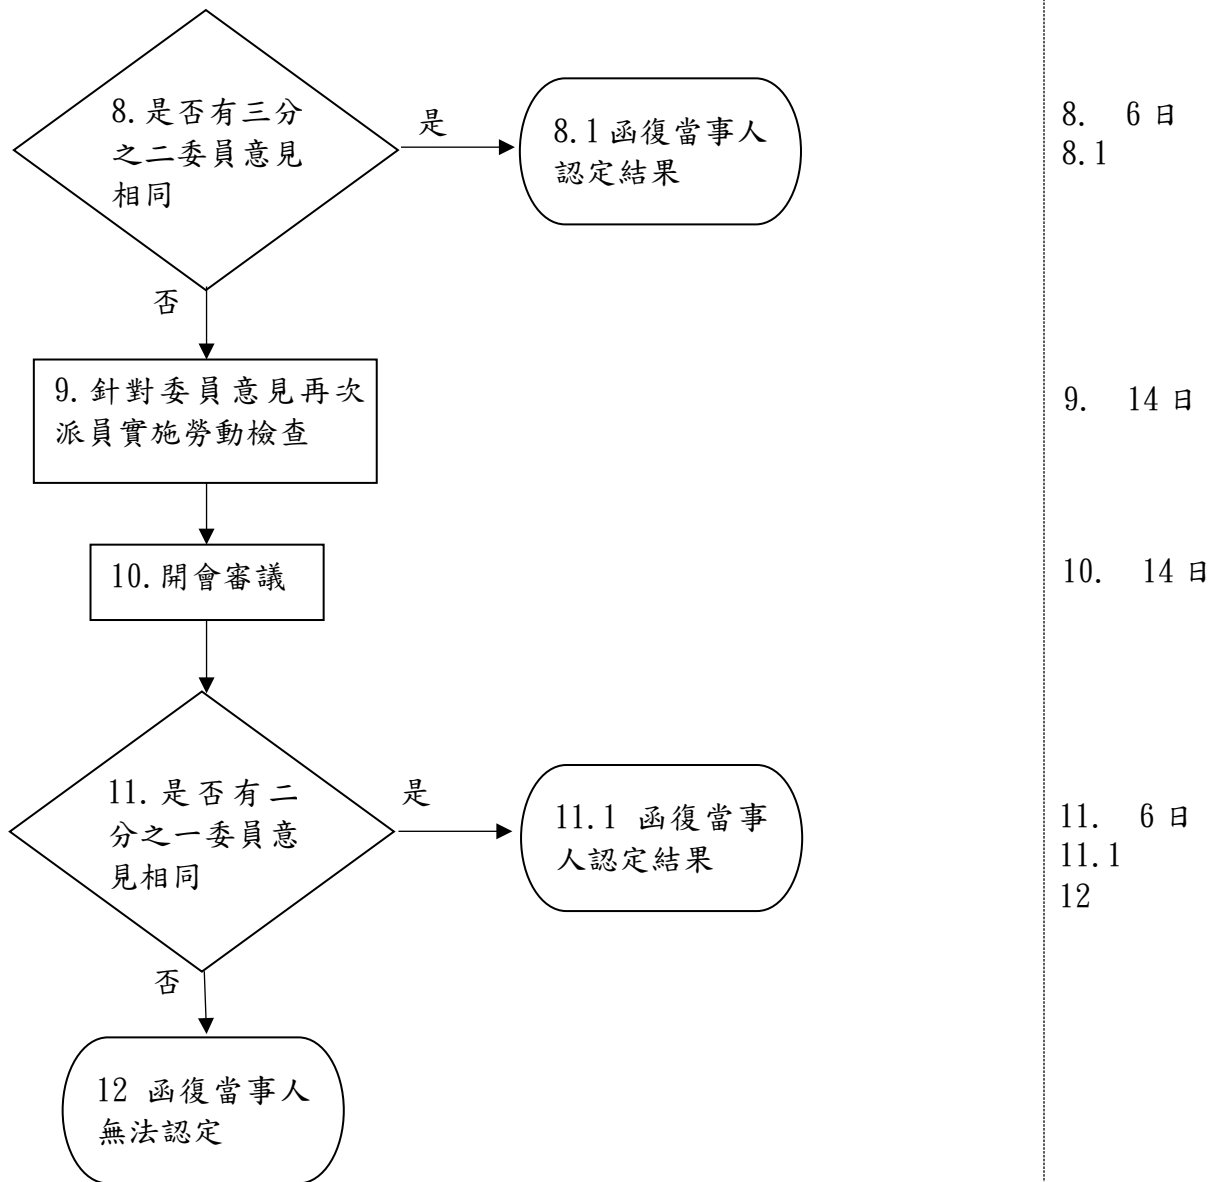 8.是否有三分
之二委員意見
相同
是
8.1函復當事人
認定結果
8. 6日
8.1
否
9.針對委員意見再次
派員實施勞動檢查
9. 14日
10.開會審議
10. 14日
11.是否有二
分之一委員意
見相同
是
11.1 函復當事
人認定結果
11. 6日
11.1
12
否
12 函復當事人
無法認定